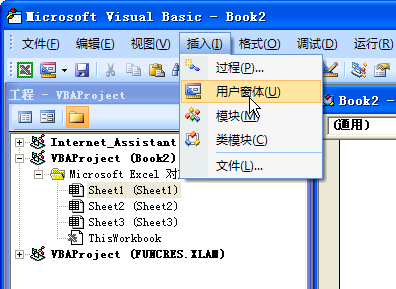 Microsoft Visual Basic - Book2
文件(F) 编辑(E) 视图(V) 插入(I) 格式(O) 调试(D) 运行(R)
过程(P)...
用户窗体(U)
模块(M)
类模块(C)
文件(L)...
工程 - VBAProject
Book2 -
(通用)
Internet_Assistant
VBAProject (Book2)
Microsoft Excel 对
Sheet1 (Sheet1)
Sheet2 (Sheet2)
Sheet3 (Sheet3)
ThisWorkbook
VBAProject (FUNCRES.XLAM)